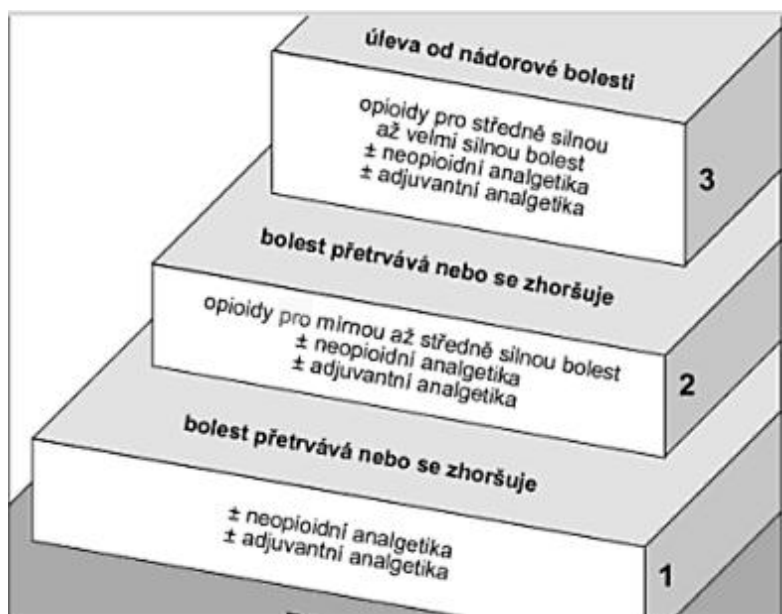 úleva od nádorové bolesti
opioidy pro středně silnou
až velmi silnou bolest
± neopioidní analgetika
± adjuvantní analgetika
3
bolest přetrvává nebo se zhoršuje
opioidy pro mírnou až středně silnou bolest
± neopioidní analgetika
± adjuvantní analgetika
2
bolest přetrvává nebo se zhoršuje
± neopioidní analgetika
± adjuvantní analgetika
1